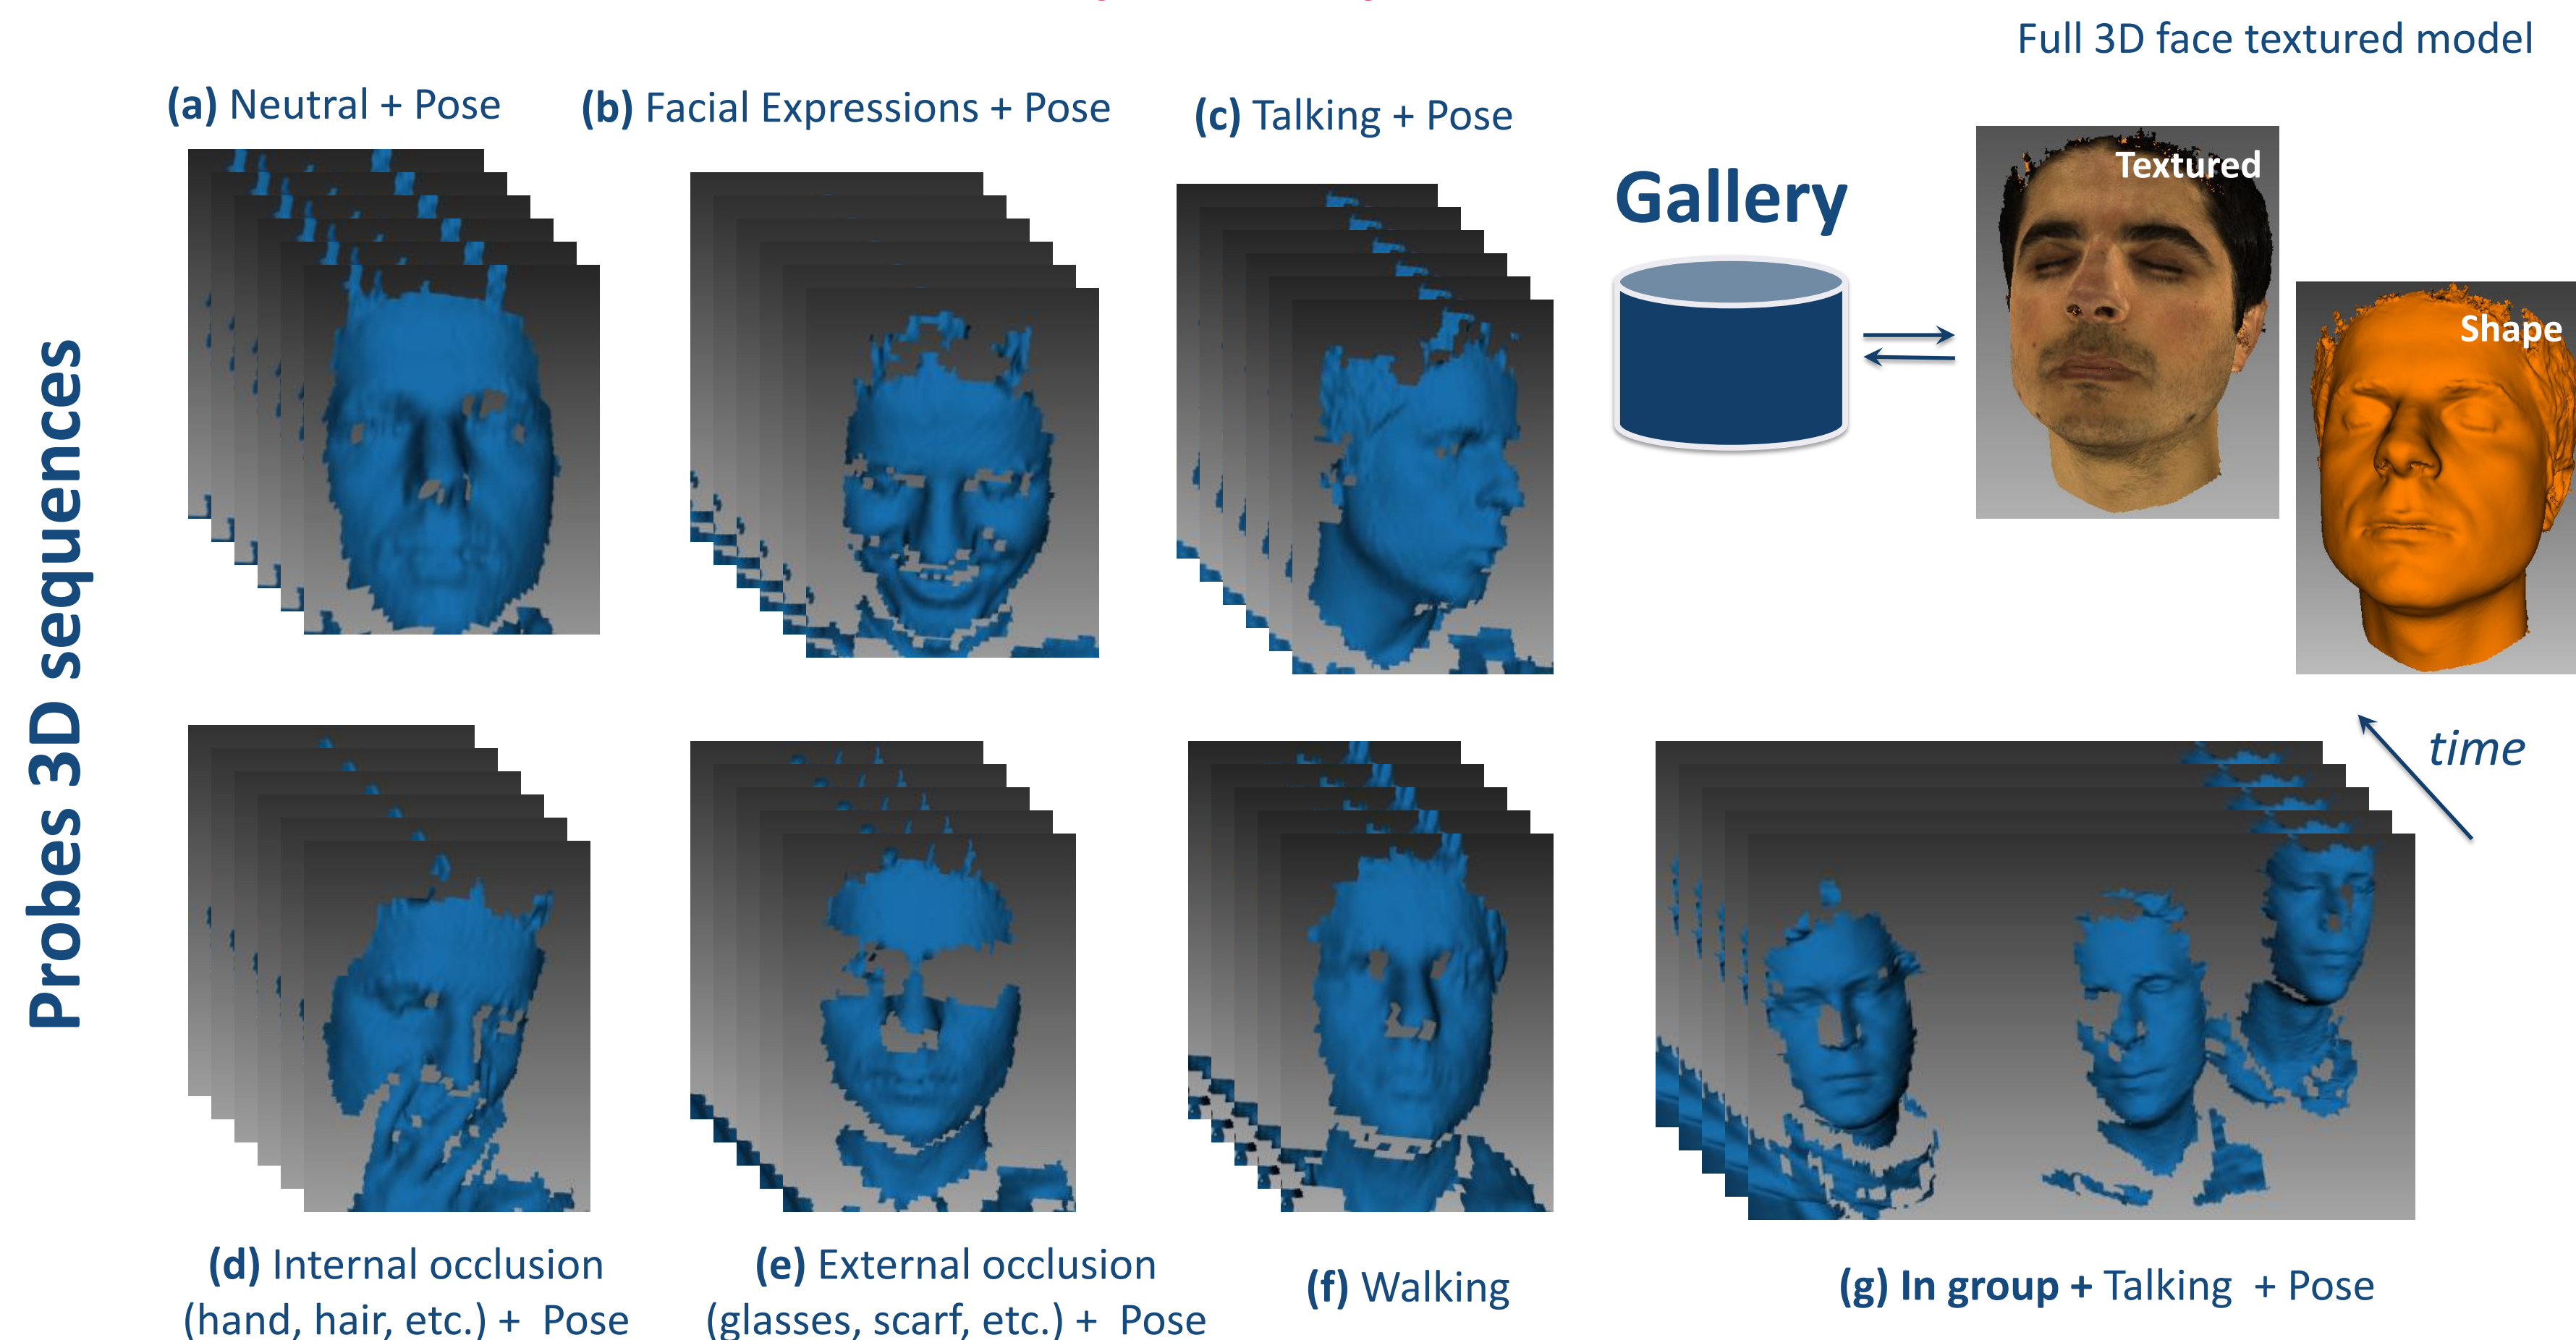 Full 3D face textured model
(a) Neutral + Pose
(b) Facial Expressions + Pose
(c) Talking + Pose
Gallery
Textured
Shape
Probes 3D sequences
time
(d) Internal occlusion
(hand, hair, etc.) + Pose
(e) External occlusion
(glasses, scarf, etc.) + Pose
(f) Walking
(g) In group + Talking + Pose